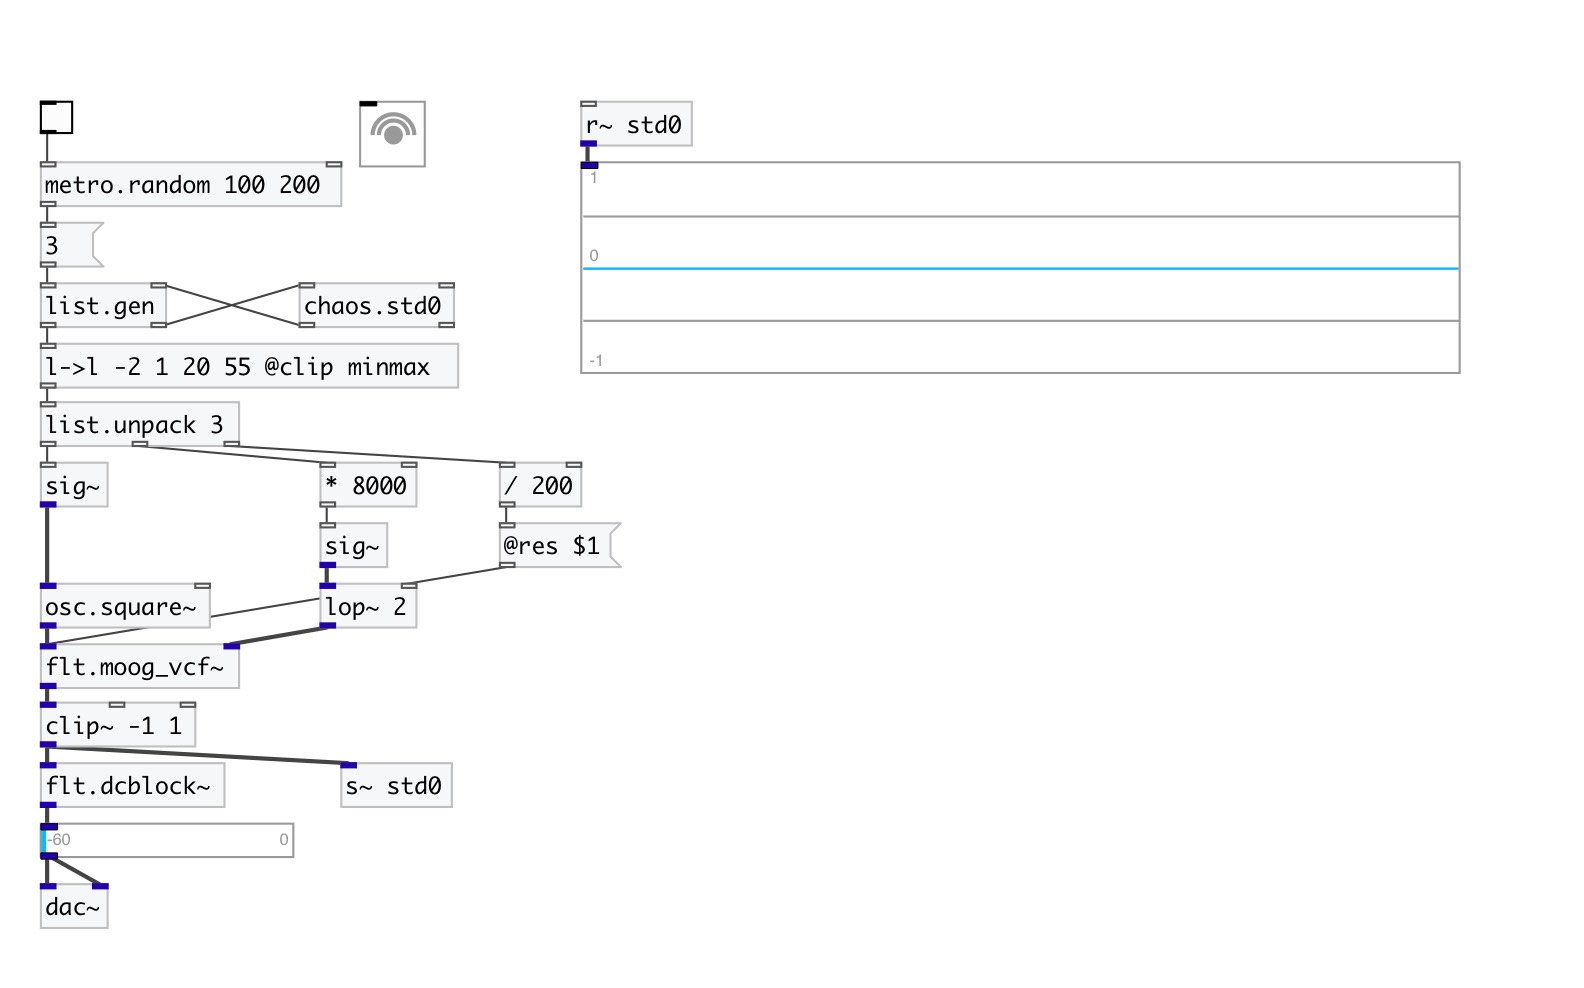 r~ std0
metro.random 100 200
1
3
0
list.gen
chaos.std0
l->l -2 1 20 55 @clip minmax
-1
list.unpack 3
sig~
* 8000
/ 200
sig~
@res $1
osc.square~
lop~ 2
flt.moog_vcf~
clip~ -1 1
flt.dcblock~
s~ std0
-60
0
dac~